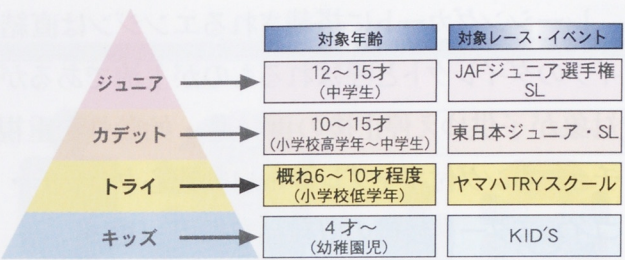 対象年齢
対象レース・イベント
ジュニア
12〜15才
(中学生)
JAFジュニア選手権
SL
カデット
10〜15才
(小学校高学年〜中学生)
東日本ジュニア・SL
トライ
概ね6〜10才程度
(小学校低学年)
ヤマハTRYスクール
キッズ
4才〜
(幼稚園児)
KID'S